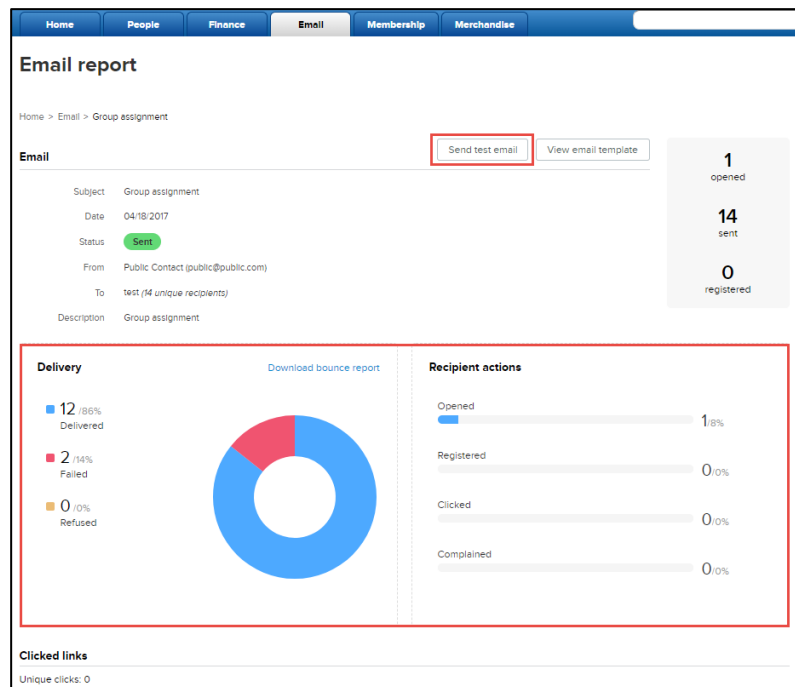 Home People Finance Email Membership Merchandise
Email report
Home > Email > Group assignment
Email
Send test email
View email template
Subject Group assignment
Date 04/18/2017
Status Sent
From Public Contact (public@public.com)
To test (14 unique recipients)
Description Group assignment
1
opened
14
sent
0
registered
Delivery
Download bounce report
12 /86%
Delivered
2 /14%
Failed
0 /0%
Refused
Recipient actions
Opened
1/8%
Registered
0/0%
Clicked
0/0%
Complained
0/0%
Clicked links
Unique clicks: 0